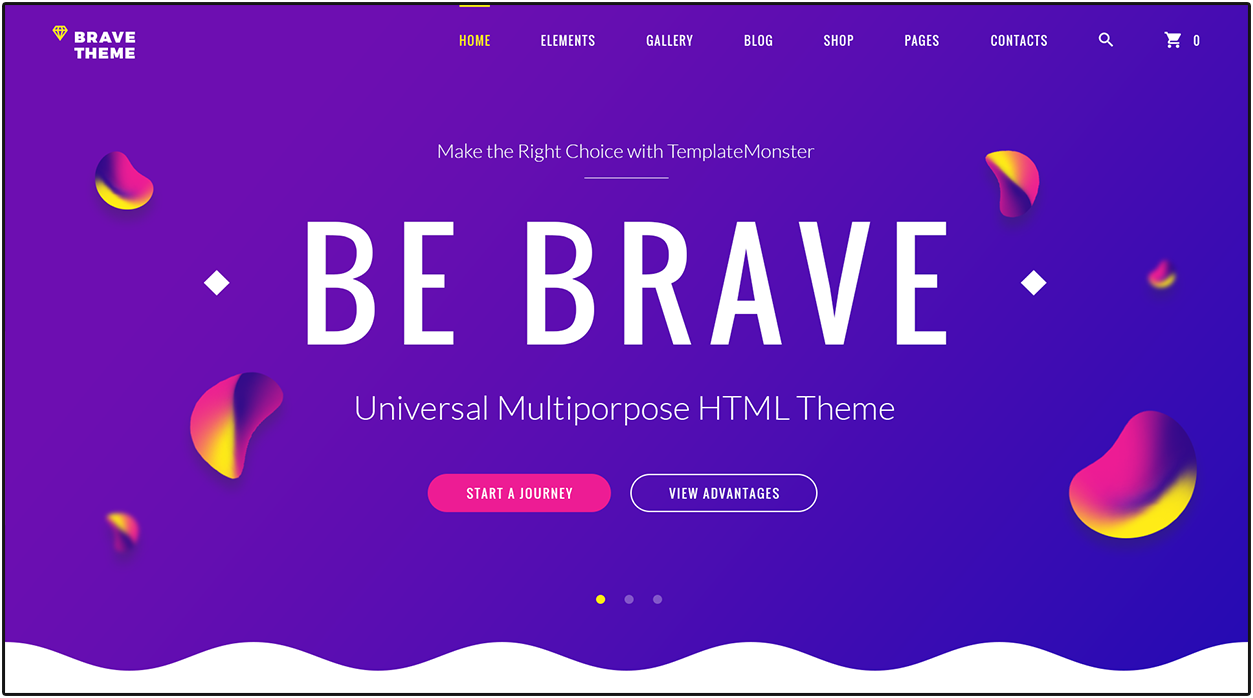 BRAVE
THEME
HOME ELEMENTS GALLERY BLOG SHOP PAGES CONTACTS 0
Make the Right Choice with TemplateMonster
BE BRAVE
Universal Multiporpose HTML Theme
START A JOURNEY VIEW ADVANTAGES